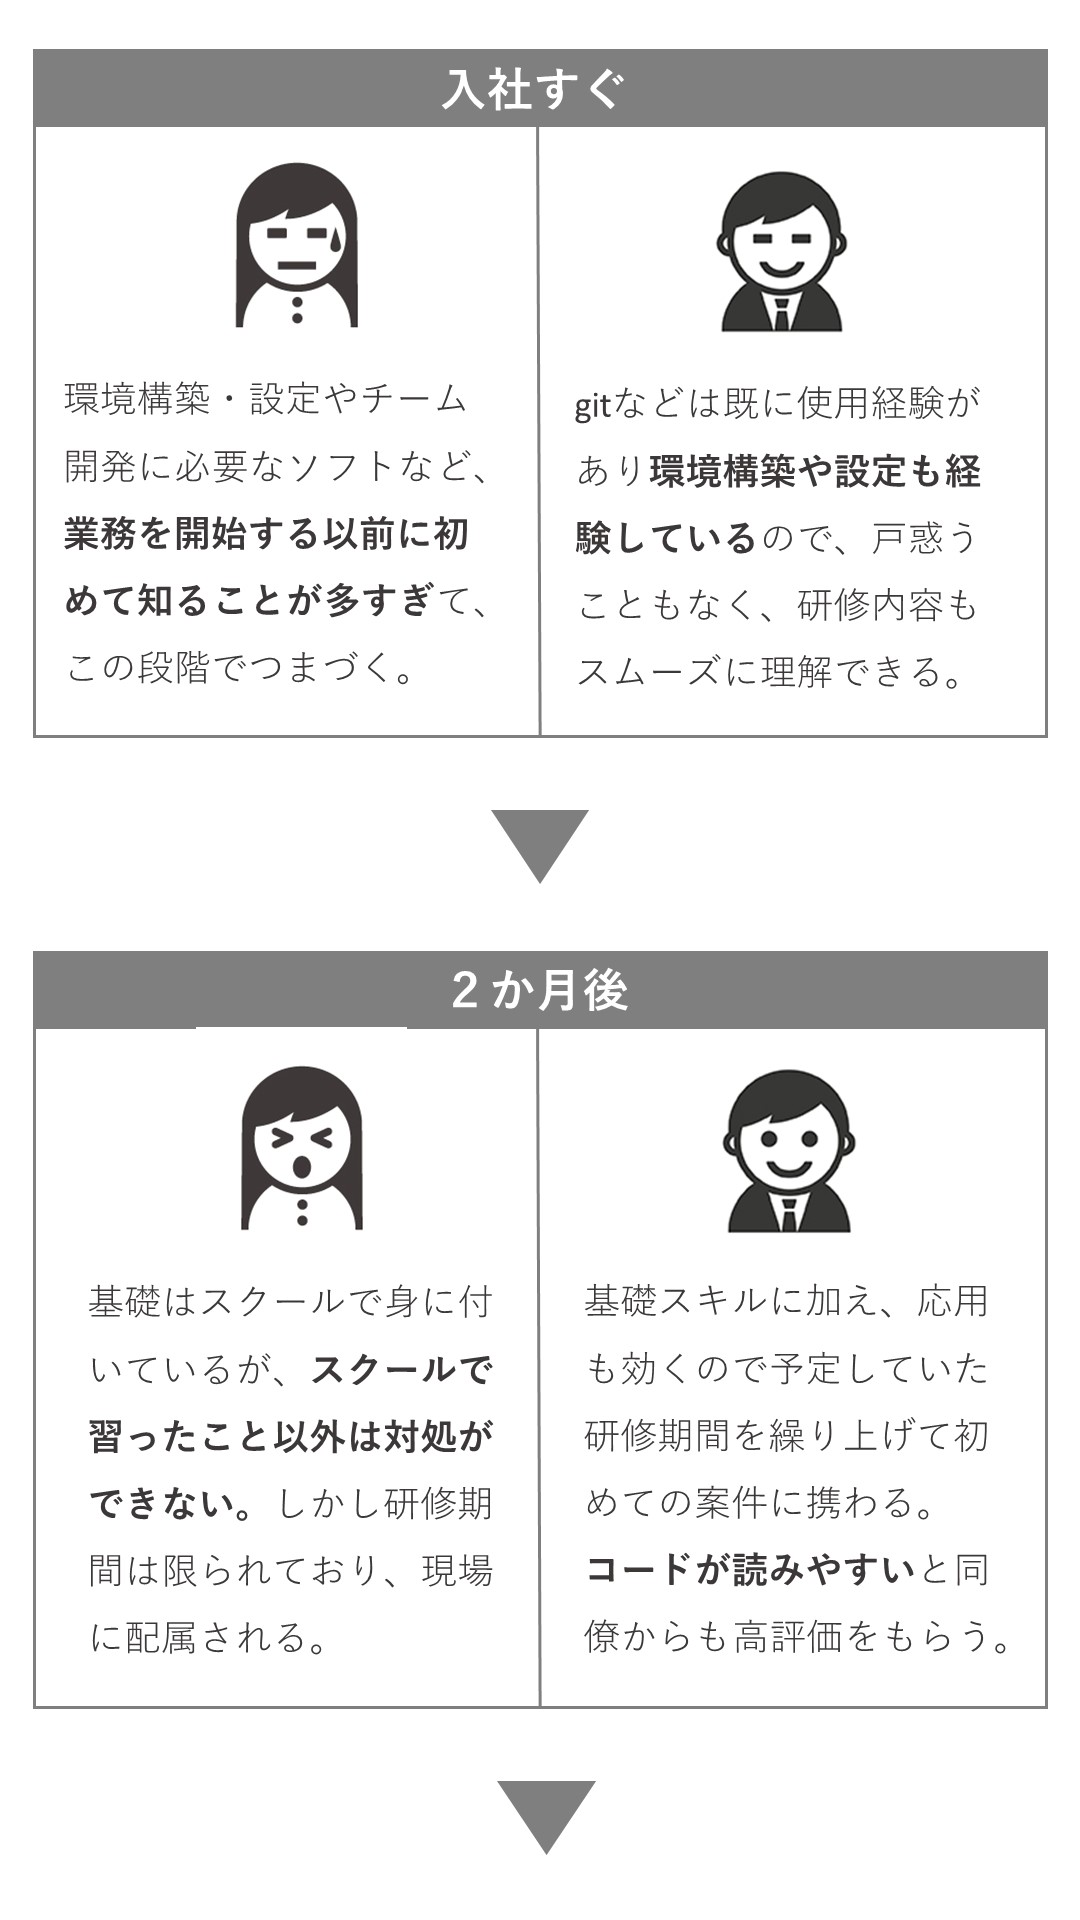 入社すぐ
環境構築・設定やチーム
開発に必要なソフトなど、
業務を開始する以前に初
めて知ることが多すぎて、
この段階でつまづく。
gitなどは既に使用経験が
あり環境構築や設定も経
験しているので、戸惑う
こともなく、研修内容も
スムーズに理解できる。
２か月後
基礎はスクールで身に付
いているが、スクールで
習ったこと以外は対処が
できない。しかし研修期
間は限られており、現場
に配属される。
基礎スキルに加え、応用
も効くので予定していた
研修期間を繰り上げて初
めての案件に携わる。
コードが読みやすいと同
僚からも高評価をもらう。